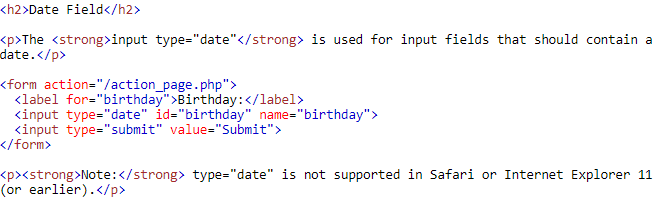 <h2>Date Field</h2>
<p>The <strong>input type="date"</strong> is used for input fields that should contain a
date.</p>
<form action="/action_page.php">
<label for="birthday">Birthday:</label>
<input type="date" id="birthday" name="birthday">
<input type="submit" value="Submit">
</form>
<p><strong>Note:</strong> type="date" is not supported in Safari or Internet Explorer 11
(or earlier).</p>